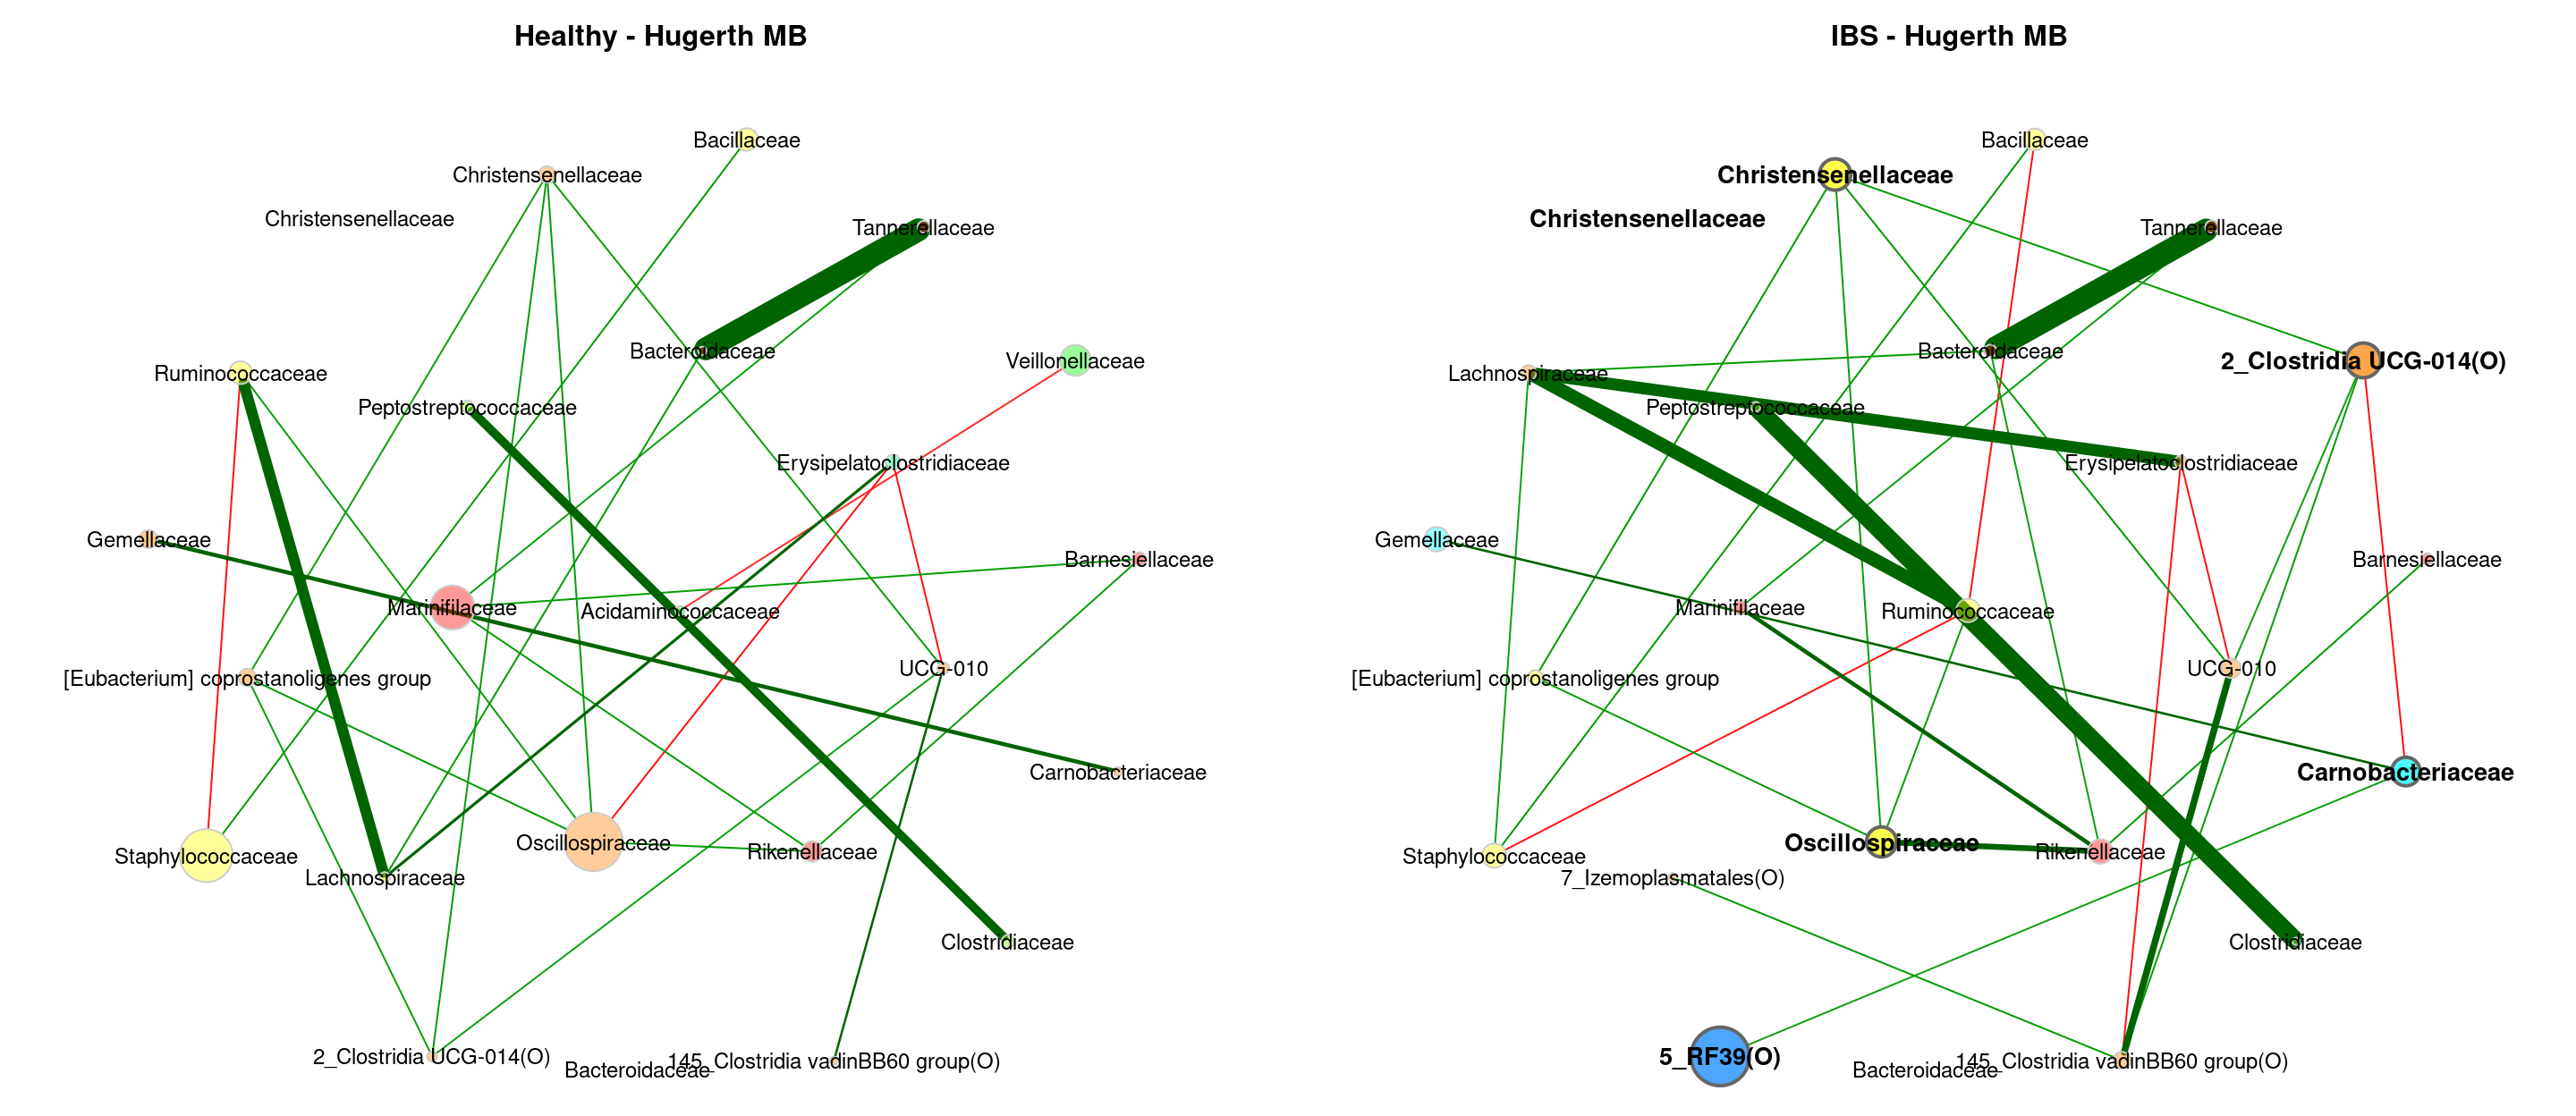 Healthy - Hugerth MB
Bacillaceae
Christensenellaceae
Christensenellaceae
Tannerellaceae
Bacteroidaceae
Veillonellaceae
Ruminococcaceae
Peptostreptococcaceae
Erysipelatoclostridiaceae
Gemellaceae
Barnesiellaceae
Marinifilaceae
Acidaminococcaceae
UCG-010
[Eubacterium] coprostanoligenes group
Carnobacteriaceae
Oscillospiraceae
Rikenellaceae
Staphylococcaceae
Lachnospiraceae
Clostridiaceae
2_Clostridia UCG-014(O)
145_Clostridia vadinBB60 group(O)
Bacteroidaceae
IBS - Hugerth MB
Bacillaceae
Christensenellaceae
Christensenellaceae
Tannerellaceae
Bacteroidaceae
2_Clostridia UCG-014(O)
Lachnospiraceae
Peptostreptococcaceae
Erysipelatoclostridiaceae
Gemellaceae
Barnesiellaceae
Marinifilaceae
Ruminococcaceae
UCG-010
[Eubacterium] coprostanoligenes group
Carnobacteriaceae
Oscillospiraceae
Rikenellaceae
Staphylococcaceae
7_Izemoplasmatales(O)
Clostridiaceae
5_RF39(O)
145_Clostridia vadinBB60 group(O)
Bacteroidaceae